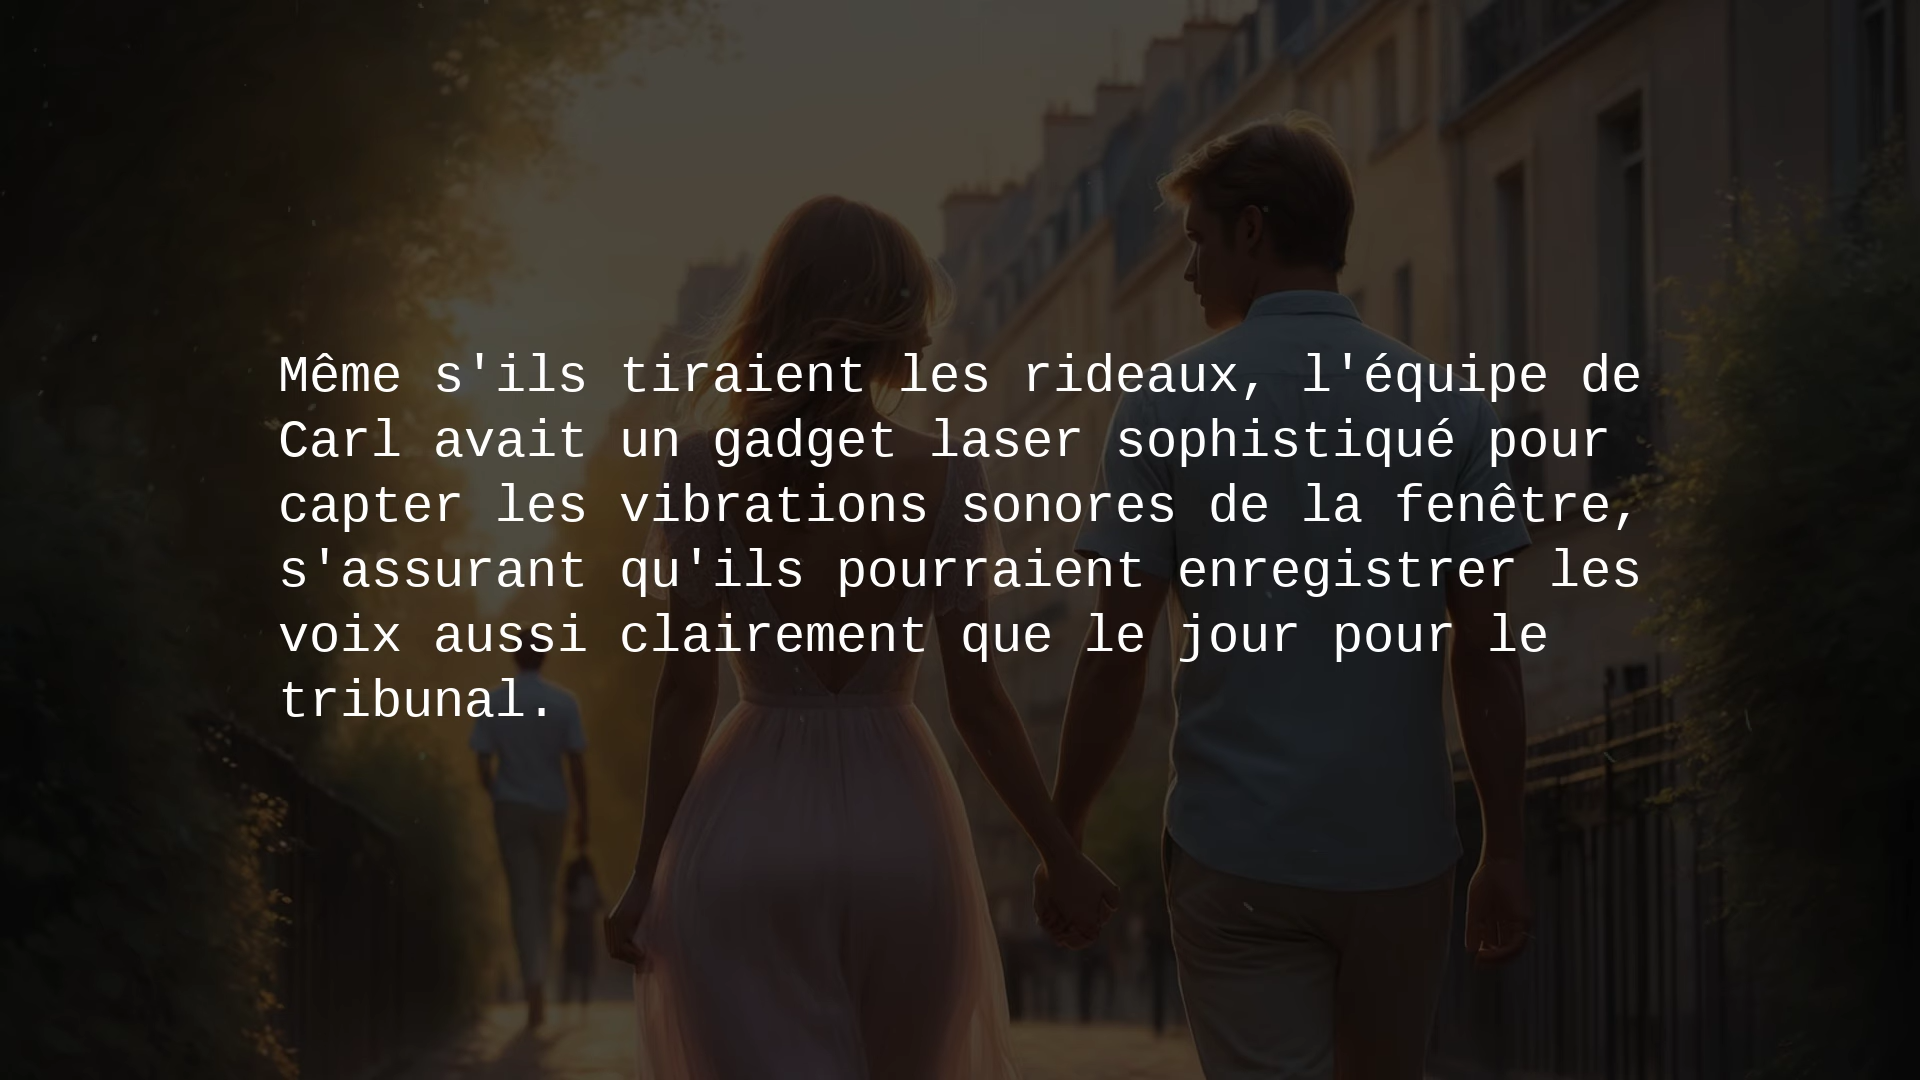 Même s'ils tiraient les rideaux, l'équipe de
Carl avait un gadget laser sophistiqué pour
capter les vibrations sonores de la fenêtre,
s'assurant qu'ils pourraient enregistrer les
voix aussi clairement que le jour pour le
tribunal.